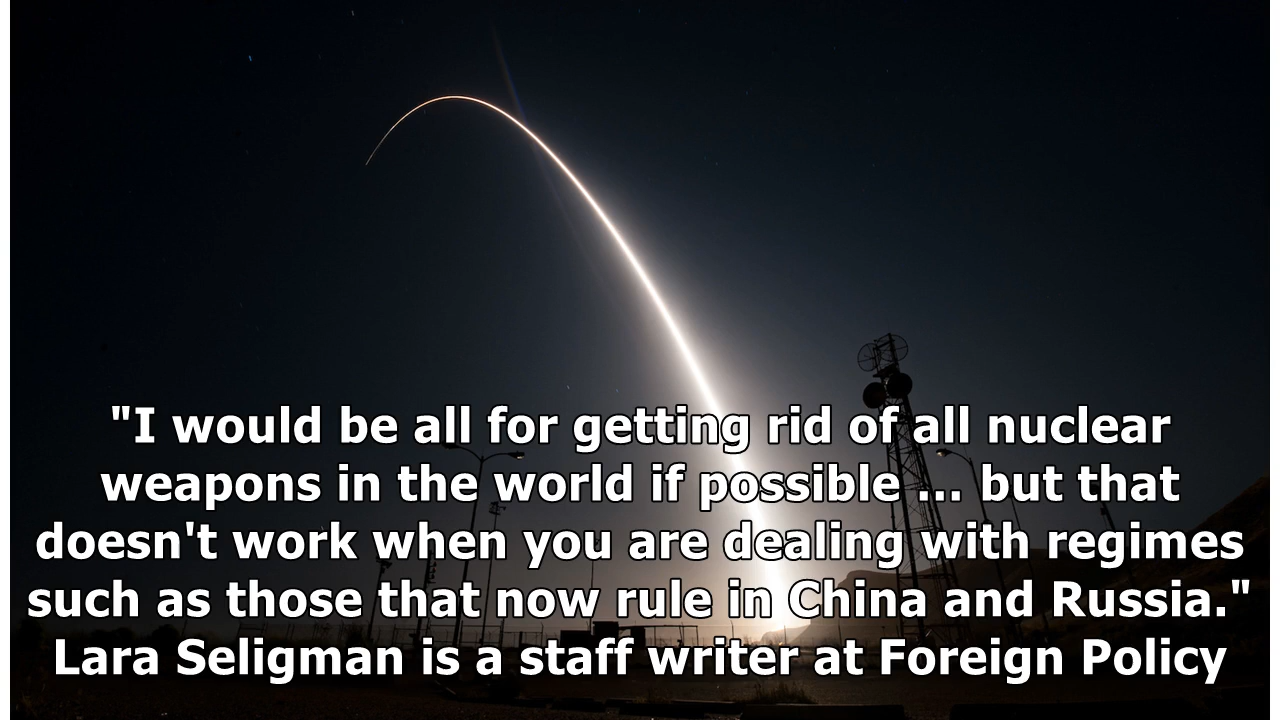 "I would be all for getting rid of all nuclear
weapons in the world if possible ... but that
doesn't work when you are dealing with regimes
such as those that now rule in China and Russia."
Lara Seligman is a staff writer at Foreign Policy